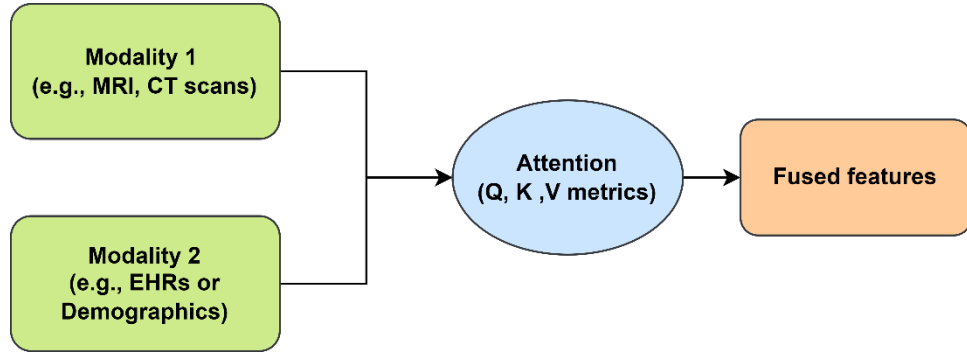 Modality 1
(e.g., MRI, CT scans)
Attention
(Q, K ,V metrics)
Fused features
Modality 2
(e.g., EHRs or
Demographics)